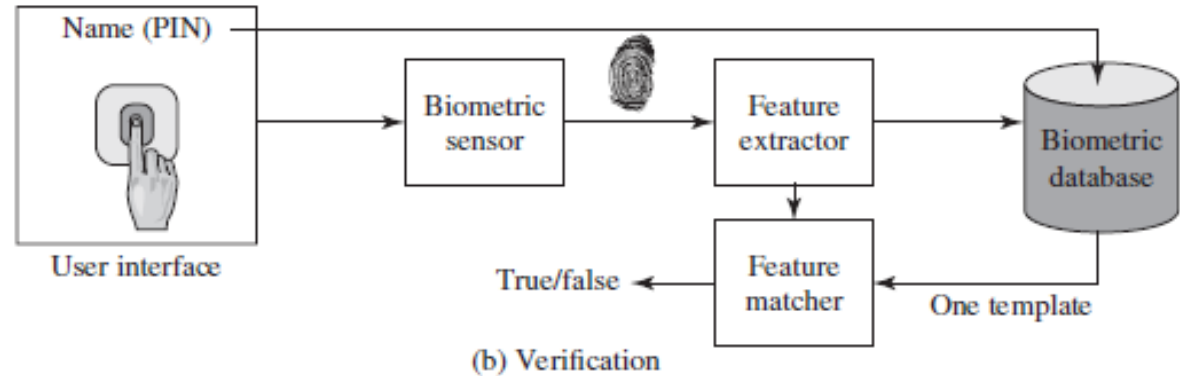 Name (PIN)
Biometric
sensor
Feature
extractor
Biometric
database
User interface
True/false
Feature
matcher
One template
(b) Verification